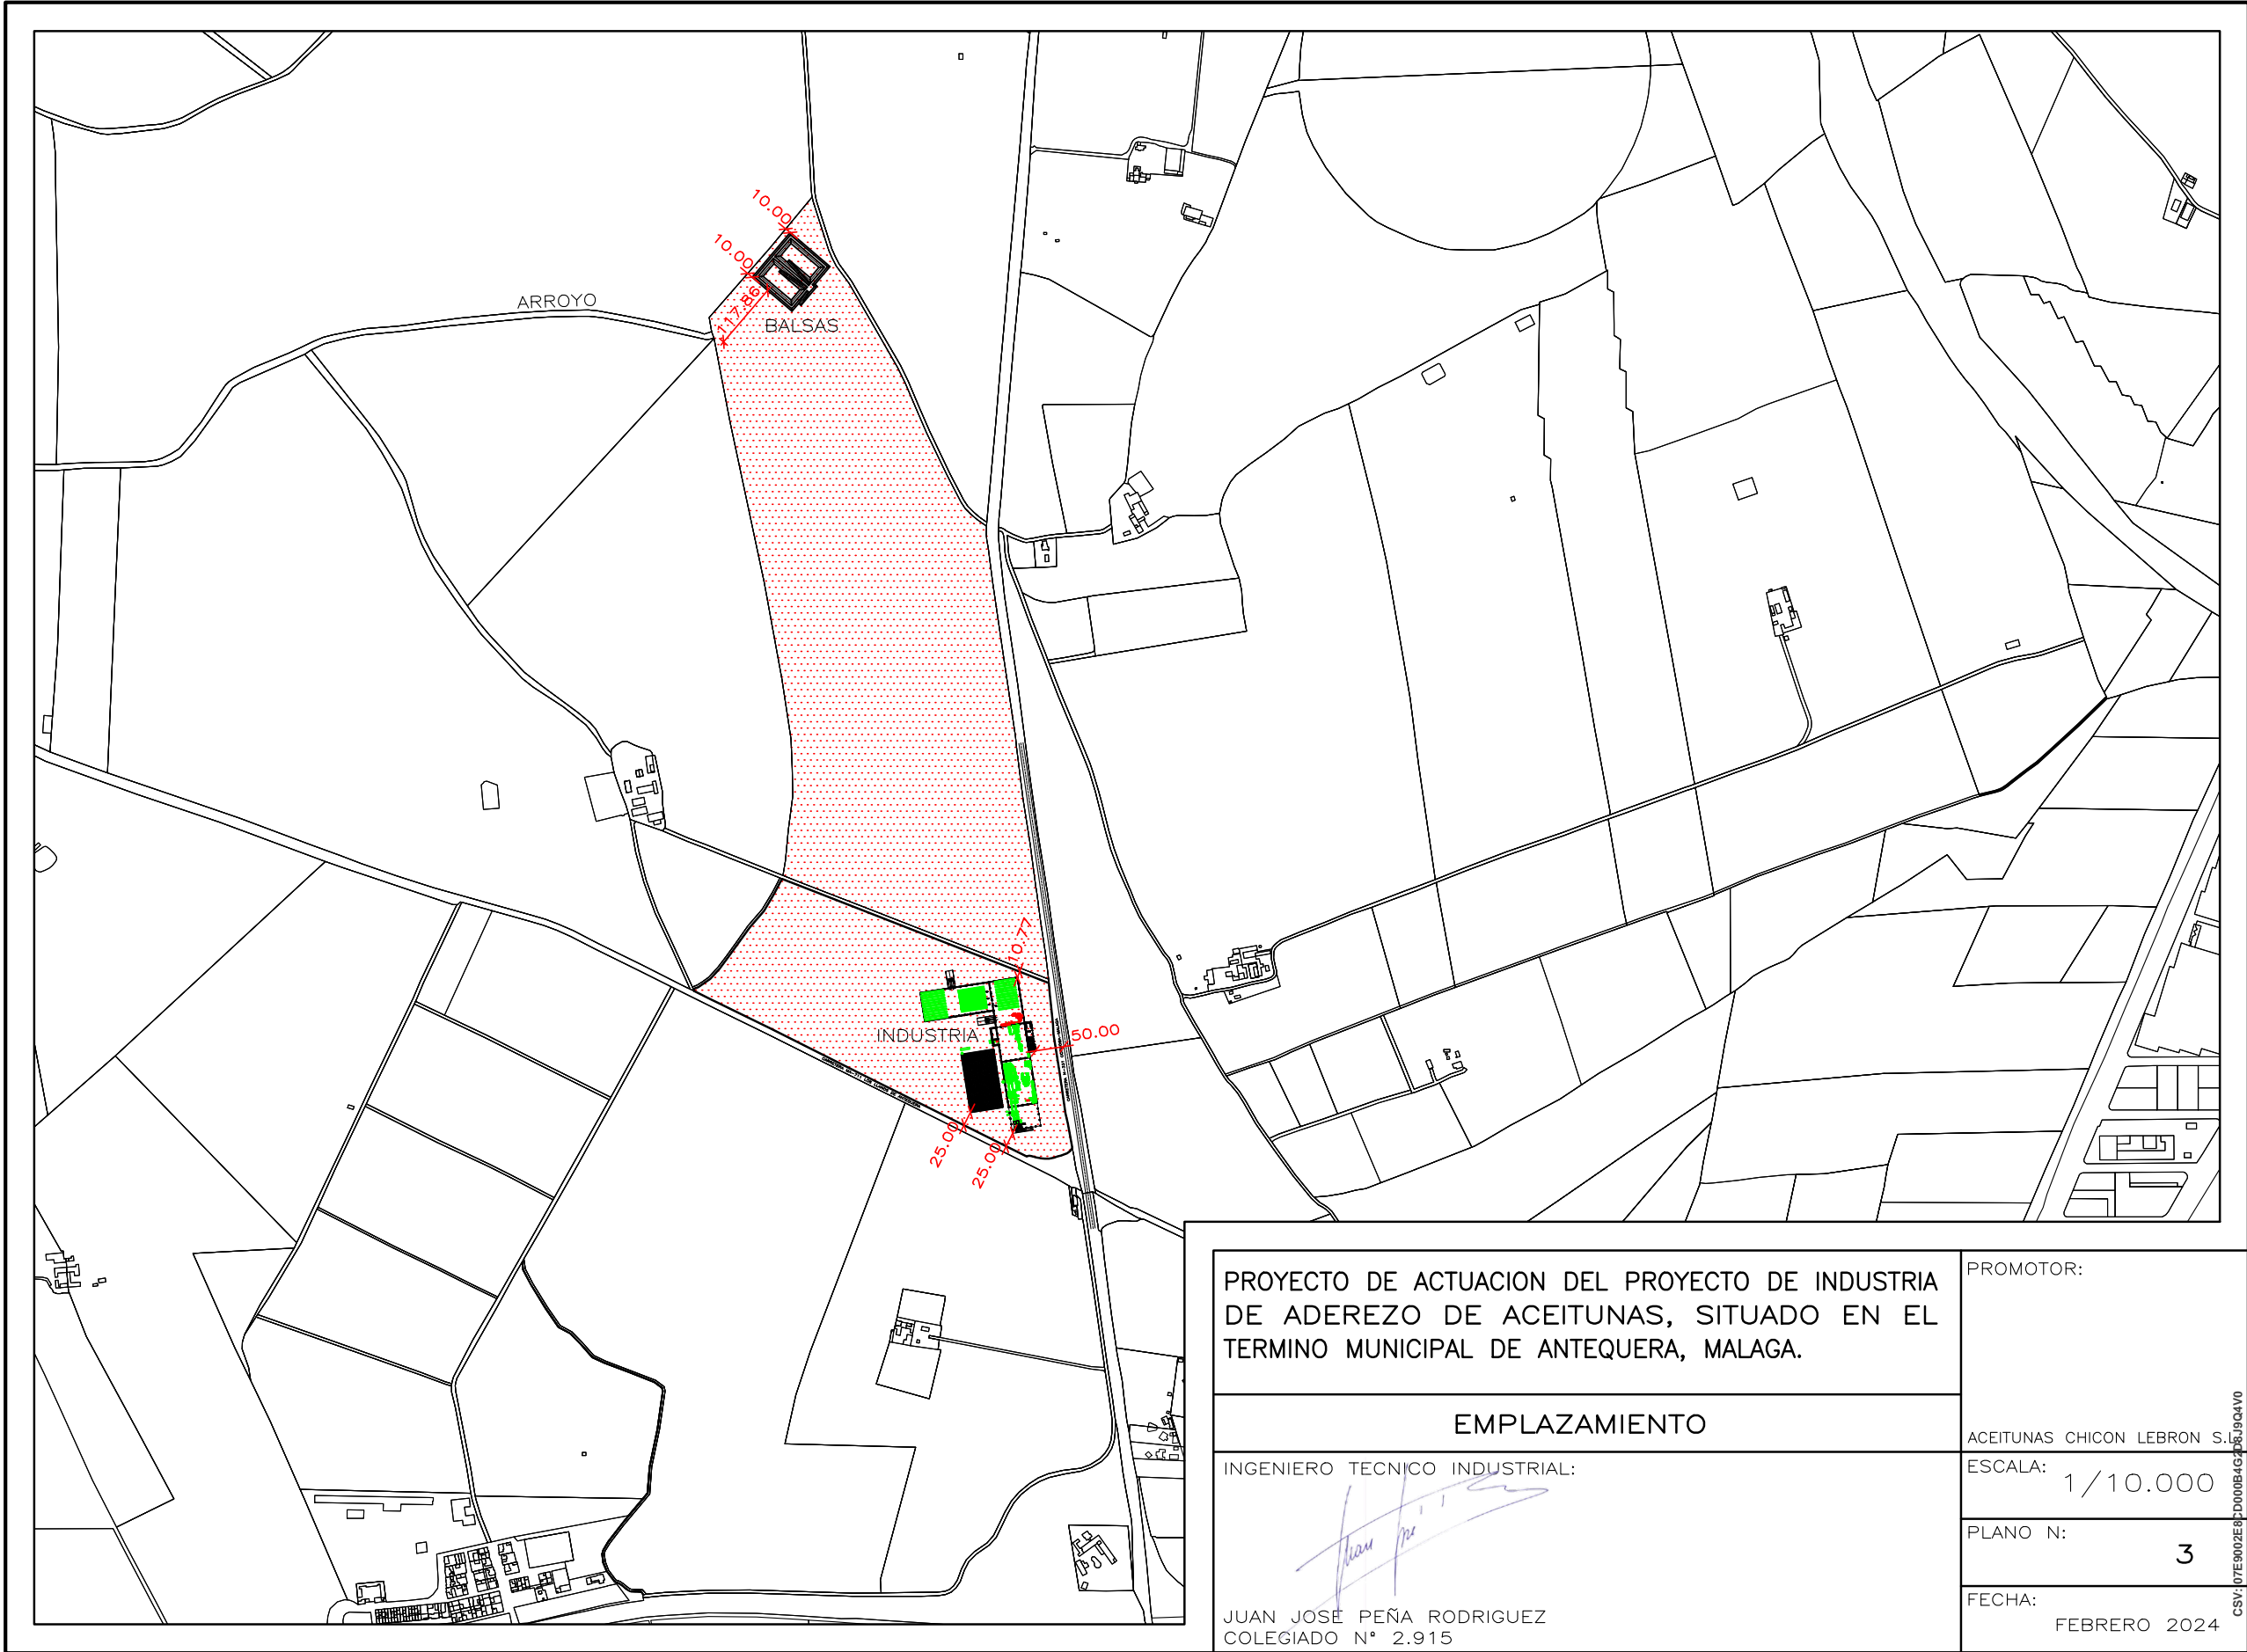 10.00
10.00
117.86
ARROYO
BALSAS
10.77
INDUSTRIA
50.00
25.00
25.00
PROYECTO DE ACTUACION DEL PROYECTO DE INDUSTRIA
DE ADEREZO DE ACEITUNAS, SITUADO EN EL
TERMINO MUNICIPAL DE ANTEQUERA, MALAGA.
EMPLAZAMIENTO
INGENIERO TECNICO INDUSTRIAL:
JUAN JOSE PEÑA RODRIGUEZ
COLEGIADO Nº 2.915
PROMOTOR:
ACEITUNAS CHICON LEBRON S.L
ESCALA:
1/10.000
PLANO N:
3
FECHA:
FEBRERO 2024
CSV: 07E9002E8CD000B4G2D8J9Q4V0